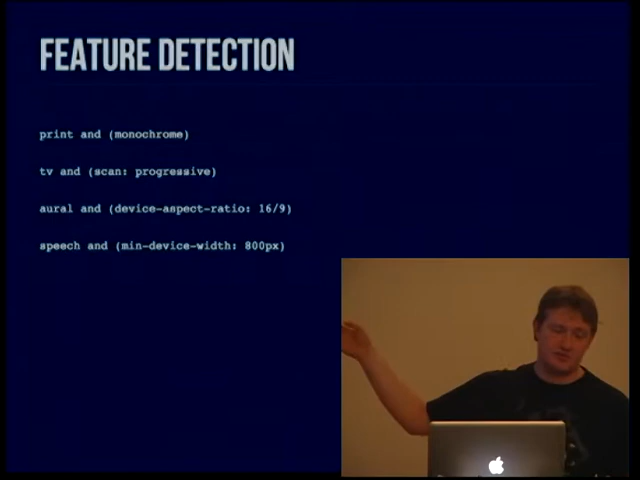 FEATURE DETECTION
print and (monochrome)
tv and (scan: progressive)
aural and (device-aspect-ratio: 16/9)
speech and (min-device-width: 800px)